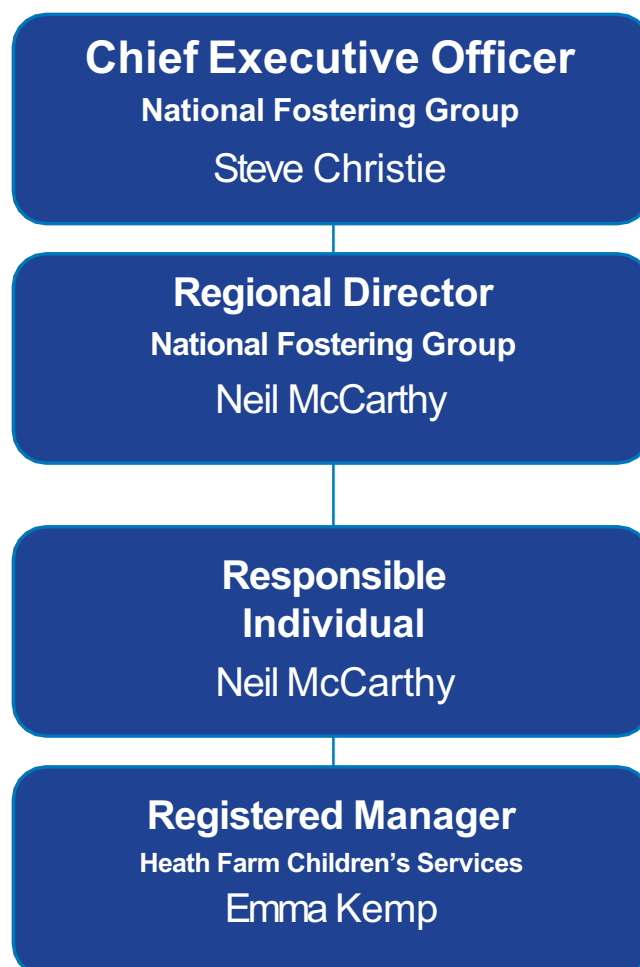 Chief Executive Officer
National Fostering Group
Steve Christie
Regional Director
National Fostering Group
Neil McCarthy
Responsible
Individual
Neil McCarthy
Registered Manager
Heath Farm Children’s Services
Emma Kemp